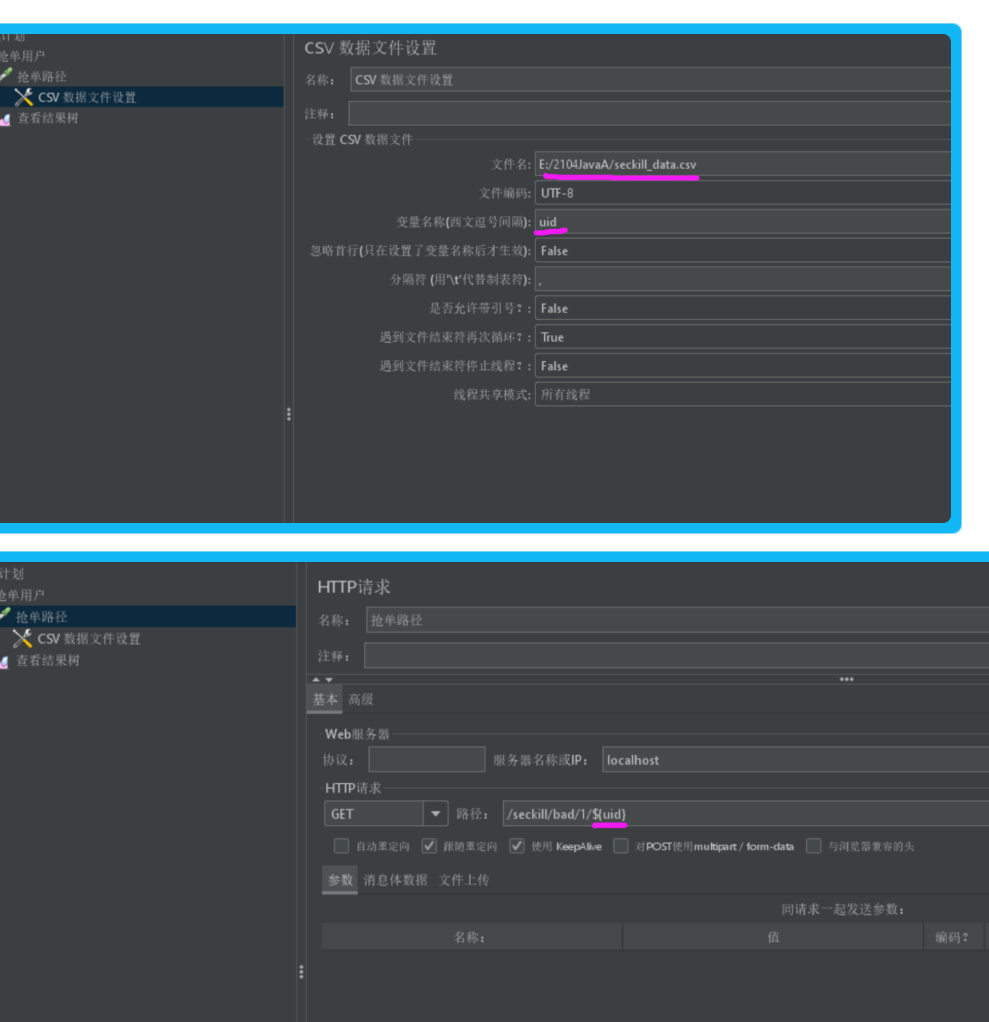 计划
抢单用户
抢单路径
CSV 数据文件设置
查看结果树
CSV 数据文件设置
名称： CSV 数据文件设置
注释：
设置 CSV 数据文件
文件名: E:/2104JavaA/seckill_data.csv
文件编码: UTF-8
变量名称(西文逗号间隔): uid
忽略首行(只在设置了变量名称后才生效): False
分隔符 (用'\t'代替制表符): ,
是否允许带引号？: False
遇到文件结束符再次循环？: True
遇到文件结束符停止线程？: False
线程共享模式: 所有线程
计划
抢单用户
抢单路径
CSV 数据文件设置
查看结果树
HTTP请求
名称： 抢单路径
注释：
基本 高级
Web服务器
协议： 服务器名称或IP： localhost
HTTP请求
GET 路径： /seckill/bad/1/${uid}
自动重定向 跟随重定向 使用 KeepAlive 对POST使用multipart / form-data 与浏览器兼容的头
参数 消息体数据 文件上传
同请求一起发送参数：
名称： 值 编码？